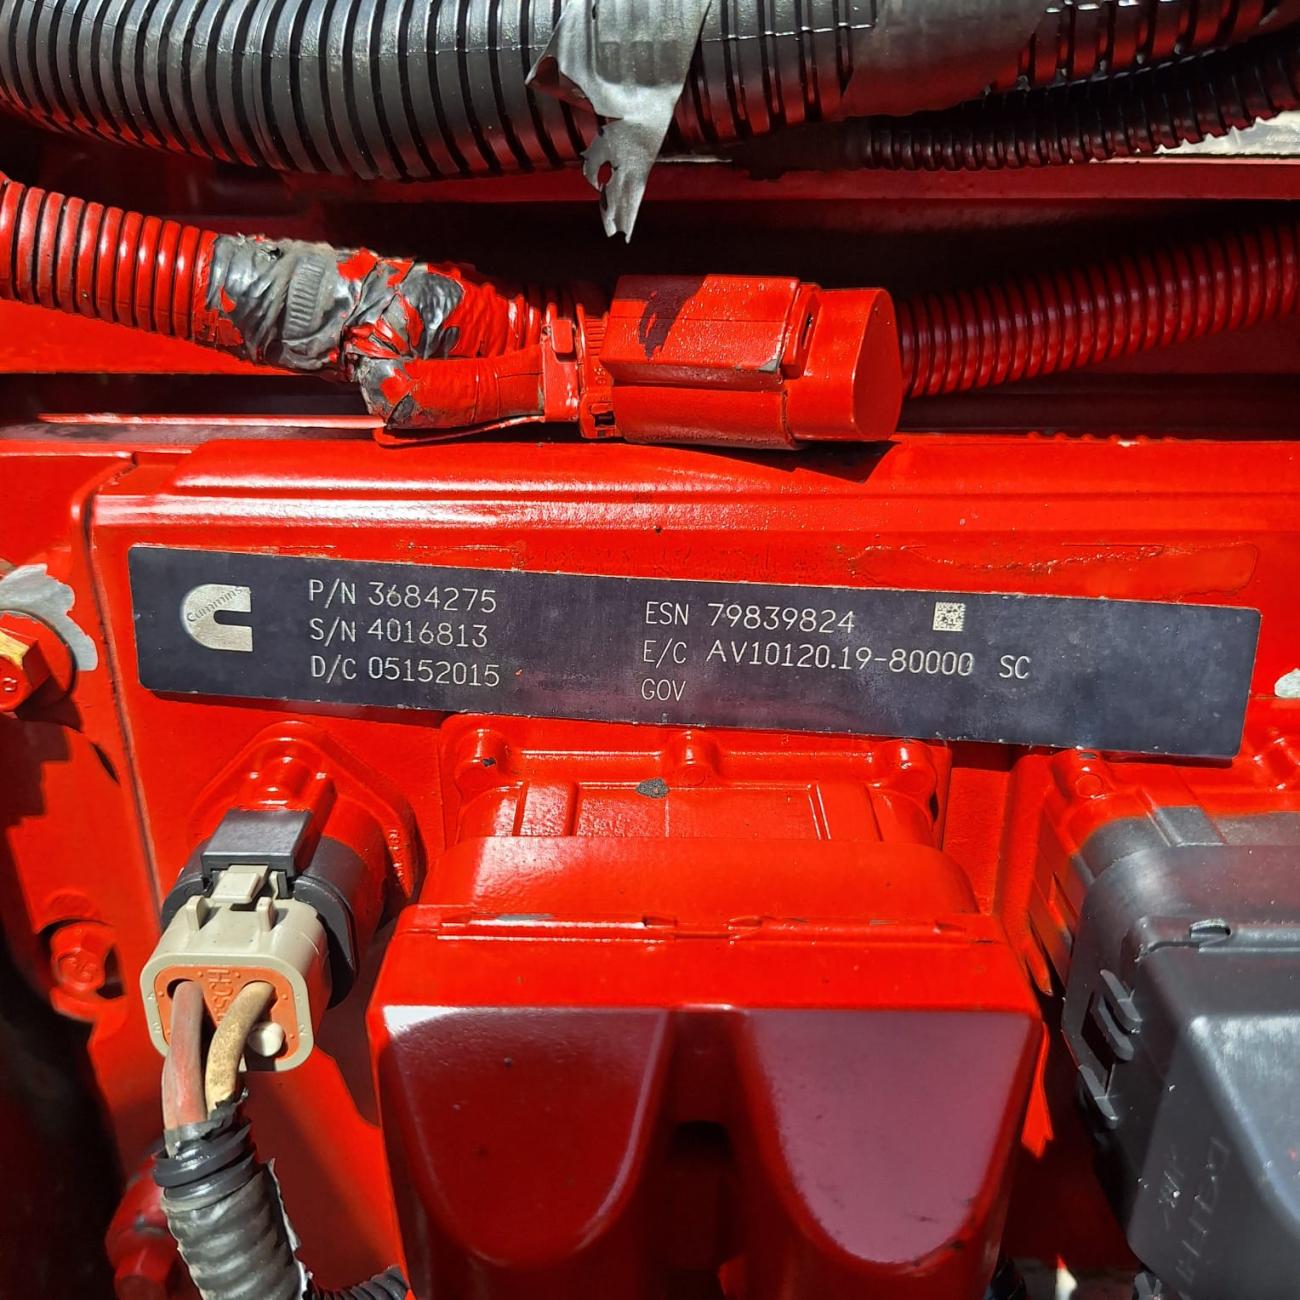 Cummins
P/N 3684275
S/N 4016813
D/C 05152015
ESN 79839824
E/C AV10120.19-80000 SC
GOV